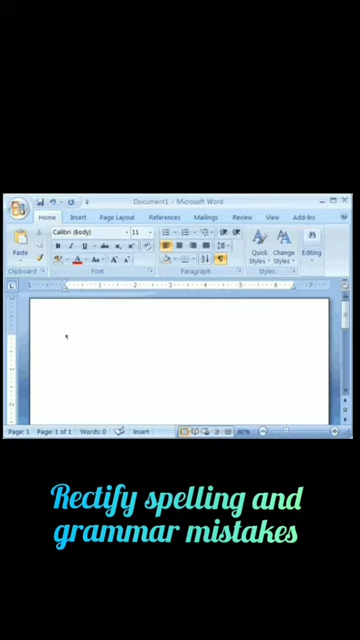 Document1 - Microsoft Word
Home Insert Page Layout References Mailings Review View Add-Ins
Calibri (Body) 11
Paste
Quick Styles
Change Styles
Editing
Clipboard Font Paragraph Styles
Page: 1 Page: 1 of 1 Words: 0 Insert 80%
Rectify spelling and
grammar mistakes